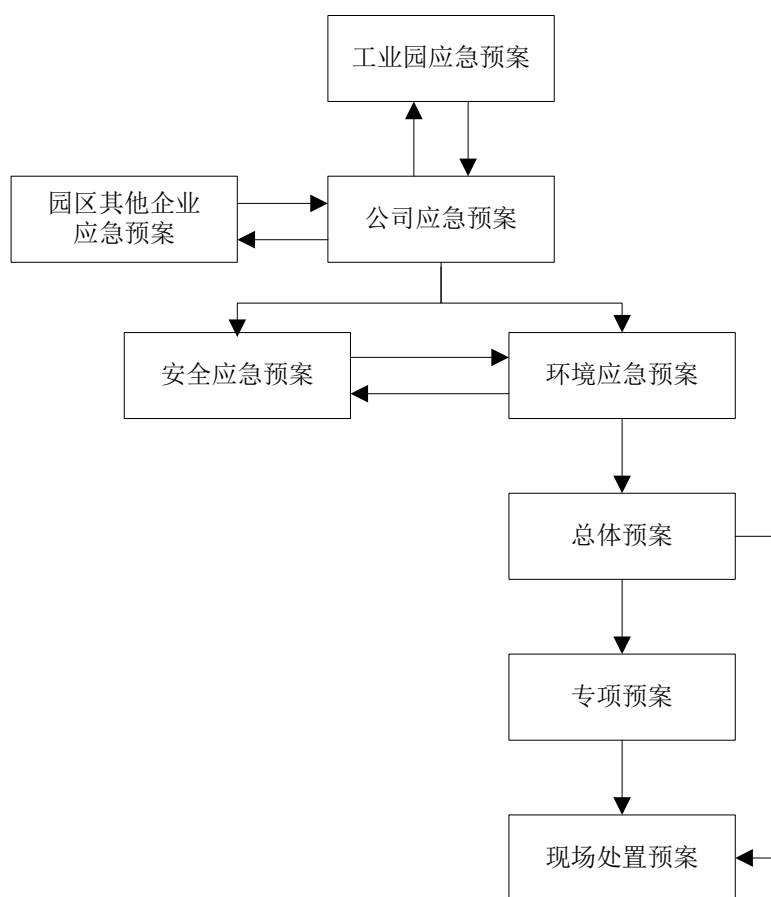 工业园应急预案
园区其他企业
应急预案
公司应急预案
安全应急预案
环境应急预案
总体预案
专项预案
现场处置预案